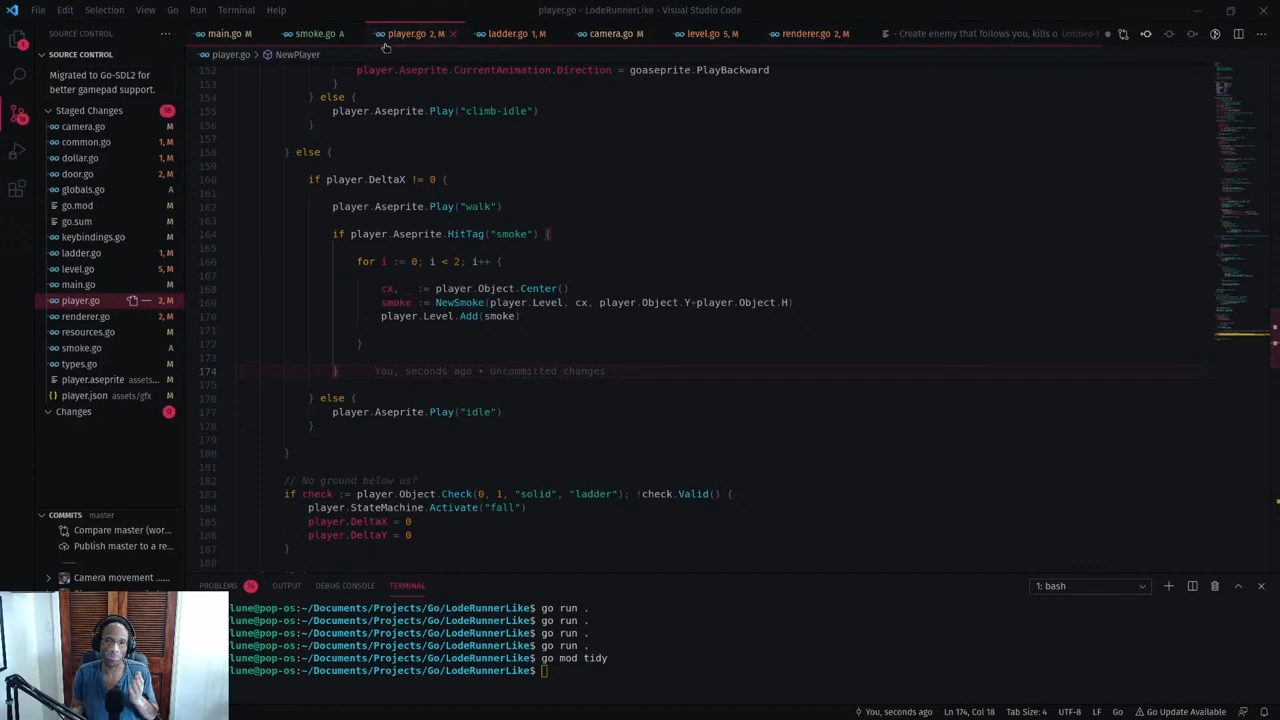 File Edit Selection View Go Run Terminal Help
player.go - LodeRunnerLike - Visual Studio Code
SOURCE CONTROL
main.go M
smoke.go A
player.go 2, M
ladder.go 1, M
camera.go M
level.go 5, M
renderer.go 2, M
- Create enemy that follows you, kills o Untitled-1
SOURCE CONTROL
player.go > NewPlayer
Migrated to Go-SDL2 for
better gamepad support.
Staged Changes 18
camera.go M
common.go 1, M
dollar.go 1, M
door.go 2, M
globals.go A
go.mod M
go.sum M
keybindings.go M
ladder.go 1, M
level.go 5, M
main.go M
player.go 2, M
renderer.go 2, M
resources.go M
smoke.go A
types.go M
player.aseprite assets... M
player.json assets/gfx M
Changes 0
COMMITS master
Compare master (wor...
Publish master to a re...
Camera movement ......
152 player.Aseprite.CurrentAnimation.Direction = goaseprite.PlayBackward
153 }
154 } else {
155 player.Aseprite.Play("climb-idle")
156 }
157
158 } else {
159
160 if player.DeltaX != 0 {
161
162 player.Aseprite.Play("walk")
163
164 if player.Aseprite.HitTag("smoke") {
165
166 for i := 0; i < 2; i++ {
167
168 cx, _ := player.Object.Center()
169 smoke := NewSmoke(player.Level, cx, player.Object.Y+player.Object.H)
170 player.Level.Add(smoke)
171
172 }
173
174 } You, seconds ago • Uncommitted changes
175
176 } else {
177 player.Aseprite.Play("idle")
178 }
179
180 }
181
182 // No ground below us?
183 if check := player.Object.Check(0, 1, "solid", "ladder"); !check.Valid() {
184 player.StateMachine.Activate("fall")
185 player.DeltaX = 0
186 player.DeltaY = 0
187 }
188
PROBLEMS 14 OUTPUT DEBUG CONSOLE TERMINAL
1: bash
lune@pop-os:~/Documents/Projects/Go/LodeRunnerLike$ go run .
lune@pop-os:~/Documents/Projects/Go/LodeRunnerLike$ go run .
lune@pop-os:~/Documents/Projects/Go/LodeRunnerLike$ go run .
lune@pop-os:~/Documents/Projects/Go/LodeRunnerLike$ go run .
lune@pop-os:~/Documents/Projects/Go/LodeRunnerLike$ go mod tidy
lune@pop-os:~/Documents/Projects/Go/LodeRunnerLike$
You, seconds ago Ln 174, Col 18 Tab Size: 4 UTF-8 LF Go Go Update Available